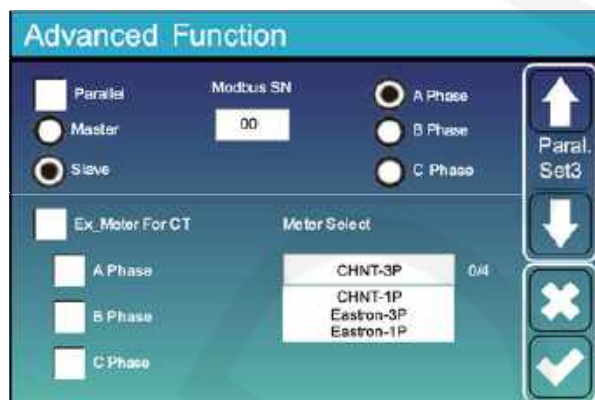 Advanced Function
Parallel
Modbus SN
A Phase
Master
00
B Phase
Slave
C Phase
Paral.
Set3
Ex_Meter For CT
Meter Select
A Phase
CHNT-3P
0/4
CHNT-1P
B Phase
Eastron-3P
Eastron-1P
C Phase